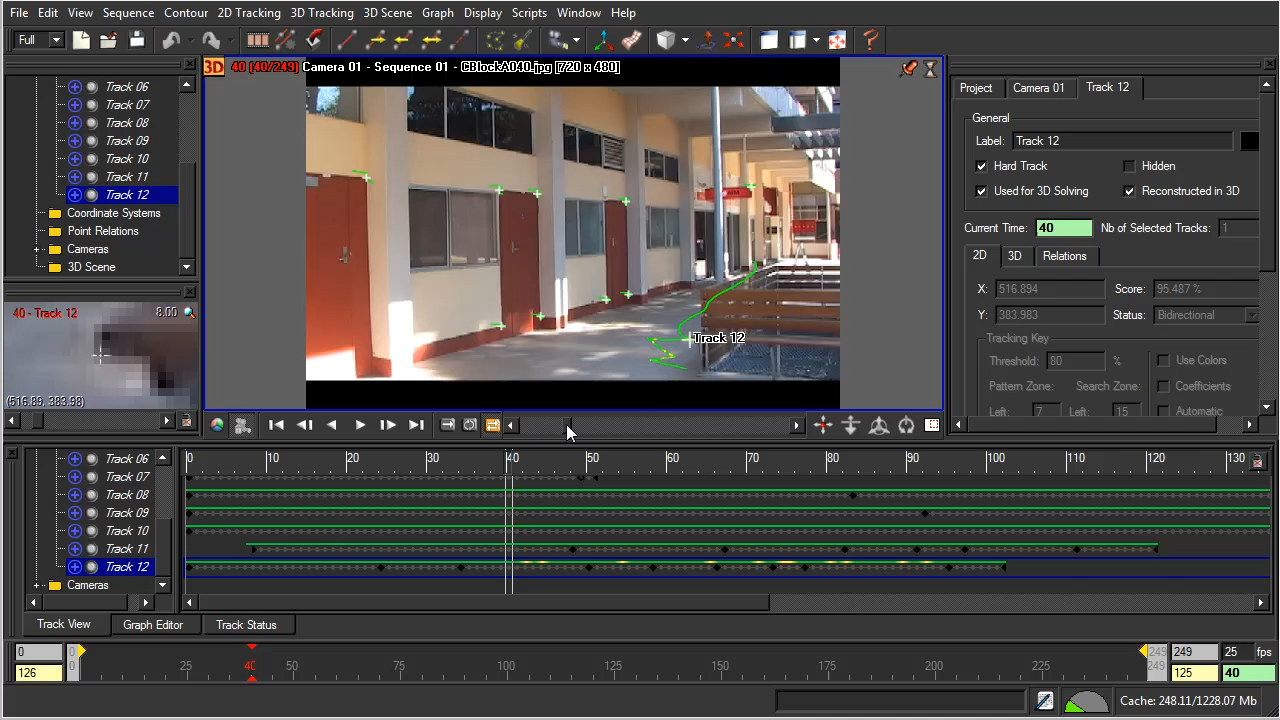 File Edit View Sequence Contour 2D Tracking 3D Tracking 3D Scene Graph Display Scripts Window Help
Full
Track 06
Track 07
Track 08
Track 09
Track 10
Track 11
Track 12
Coordinate Systems
Point Relations
Cameras
3D Scene
3D 40 [40/249] Camera 01 - Sequence 01 - CBlockA040.jpg [720 x 480]
Track 12
40 - Track 12 8.00
(516.89, 383.98)
Project Camera 01 Track 12
General
Label: Track 12
Hard Track Hidden
Used for 3D Solving Reconstructed in 3D
Current Time: 40 Nb of Selected Tracks: 1
2D 3D Relations
X: 516.894 Score: 95.487 %
Y: 383.983 Status: Bidirectional
Tracking Key
Threshold: 80 % Use Colors
Pattern Zone: Search Zone: Coefficients
Left: 7 Left: 15 Automatic
Track 06
Track 07
Track 08
Track 09
Track 10
Track 11
Track 12
Cameras
0 10 20 30 40 50 60 70 80 90 100 110 120 130
Track View Graph Editor Track Status
0 0 249 249 25 fps
0 25 40 50 75 100 125 150 175 200 225 249
126 125 40
Cache: 248.11/1228.07 Mb